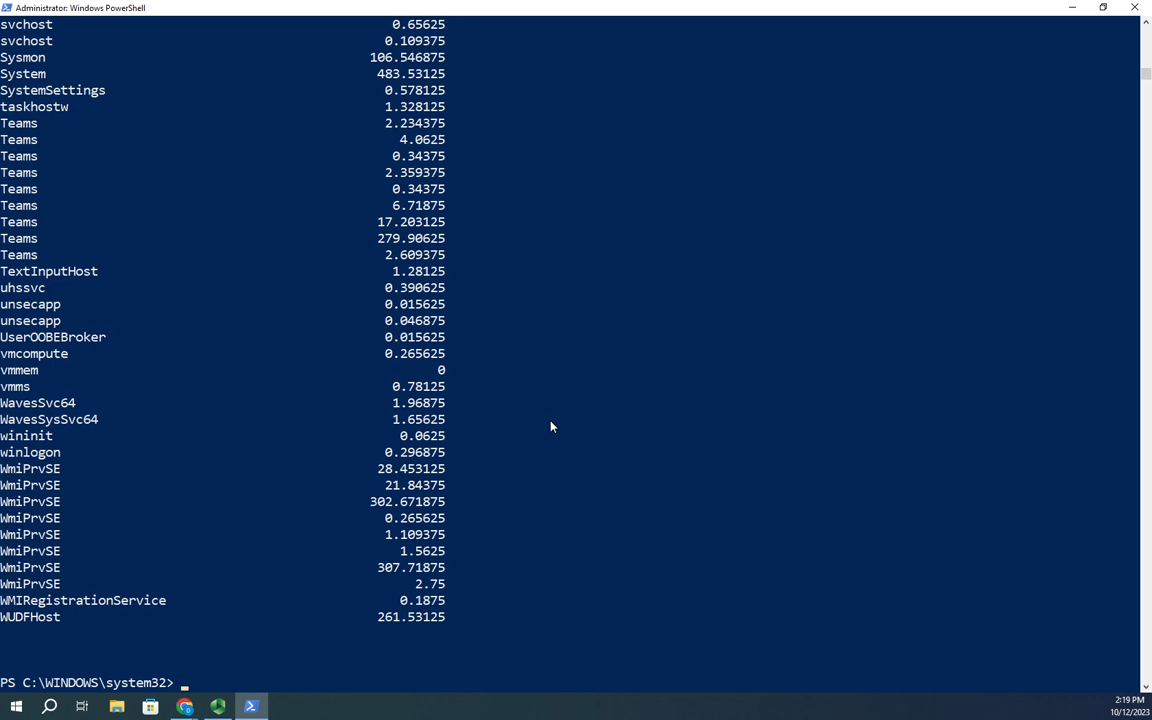 Administrator: Windows PowerShell
svchost 0.65625
svchost 0.109375
Sysmon 106.546875
System 483.53125
SystemSettings 0.578125
taskhostw 1.328125
Teams 2.234375
Teams 4.0625
Teams 0.34375
Teams 2.359375
Teams 0.34375
Teams 6.71875
Teams 17.203125
Teams 279.90625
Teams 2.609375
TextInputHost 1.28125
uhssvc 0.390625
unsecapp 0.015625
unsecapp 0.046875
UserOOBEBroker 0.015625
vmcompute 0.265625
vmmem 0
vmms 0.78125
WavesSvc64 1.96875
WavesSysSvc64 1.65625
wininit 0.0625
winlogon 0.296875
WmiPrvSE 28.453125
WmiPrvSE 21.84375
WmiPrvSE 302.671875
WmiPrvSE 0.265625
WmiPrvSE 1.109375
WmiPrvSE 1.5625
WmiPrvSE 307.71875
WmiPrvSE 2.75
WMIRegistrationService 0.1875
WUDFHost 261.53125
PS C:\WINDOWS\system32>
2:19 PM
10/12/2023